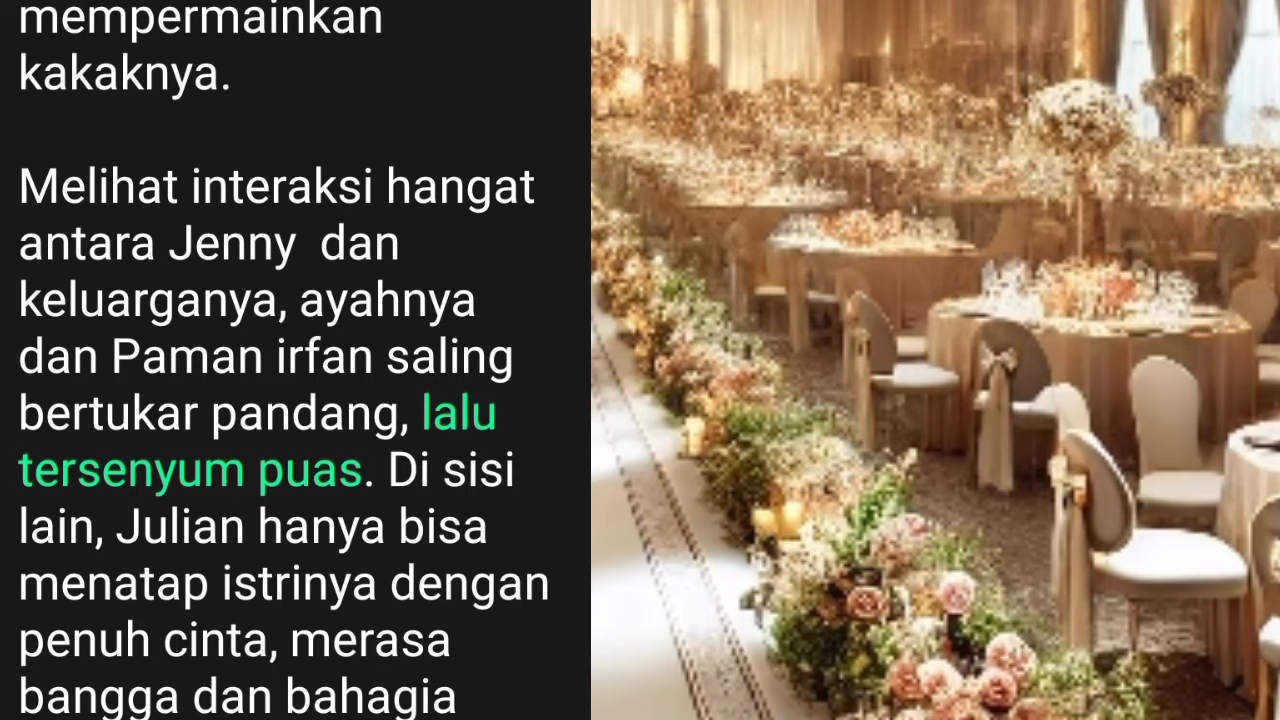 mempermainkan
kakaknya.
Melihat interaksi hangat
antara Jenny  dan
keluarganya, ayahnya
dan Paman irfan saling
bertukar pandang, lalu
tersenyum puas. Di sisi
lain, Julian hanya bisa
menatap istrinya dengan
penuh cinta, merasa
bangga dan bahagia